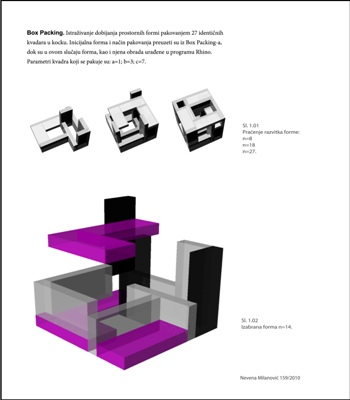 Box Packing. Istraživanje dobijanja prostornih formi pakovanjem 27 identičnih
kvadara u kocku. Inicijalna forma i način pakovanja preuzeti su iz Box Packing-a,
dok su u ovom slučaju forma, kao i njena obrada urađene u programu Rhino.
Parametri kvadra koji se pakuje su: a=1; b=3; c=7.
Sl. 1.01
Praćenje razvitka forme:
n=8
n=18
n=27.
Sl. 1.02
Izabrana forma n=14.
Nevena Milanović 159/2010